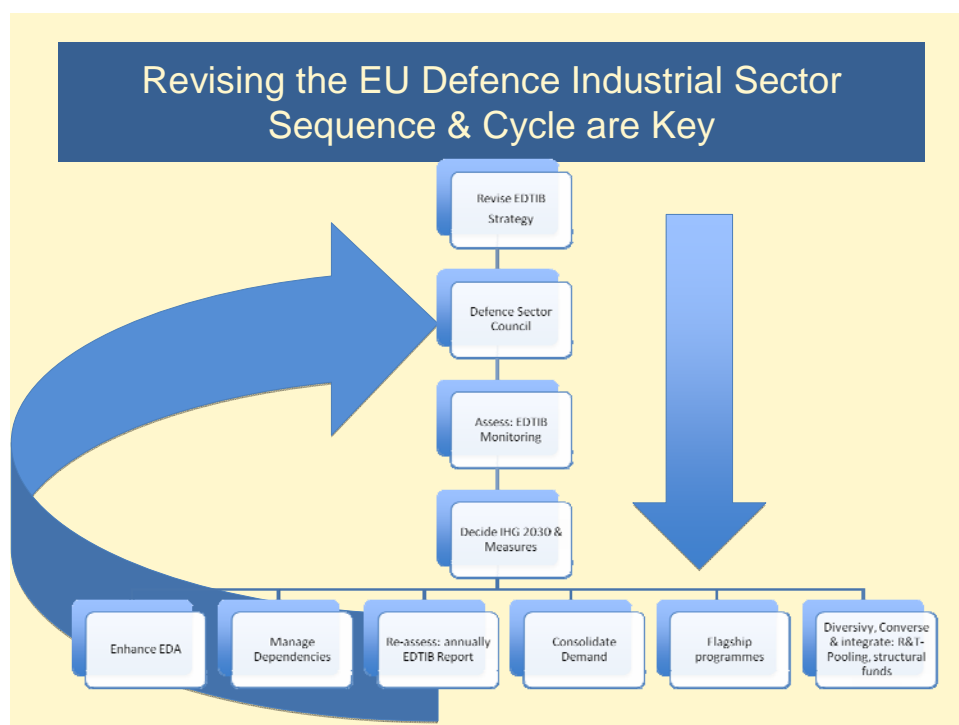 Revising the EU Defence Industrial Sector
Sequence & Cycle are Key
Revise EDTIB
Strategy
Defence Sector
Council
Assess: EDTIB
Monitoring
Decide IHG 2030 &
Measures
Enhance EDA
Manage
Dependencies
Re-assess: annually
EDTIB Report
Consolidate
Demand
Flagship
programmes
Diversivy, Converse
& integrate: R&T-
Pooling, structural
funds